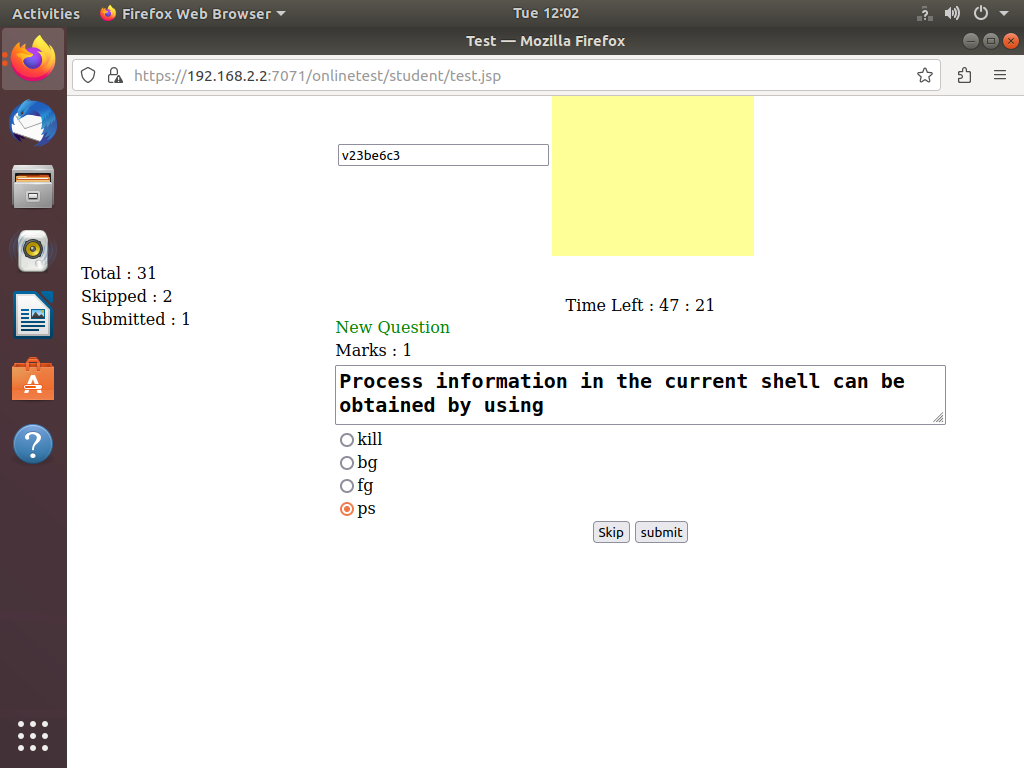 Activities
Firefox Web Browser
Tue 12:02
?
Test — Mozilla Firefox
https://192.168.2.2:7071/onlinetest/student/test.jsp
v23be6c3
Total : 31
Skipped : 2
Submitted : 1
Time Left : 47 : 21
New Question
Marks : 1
Process information in the current shell can be
obtained by using
kill
bg
fg
ps
Skip
submit
A
?